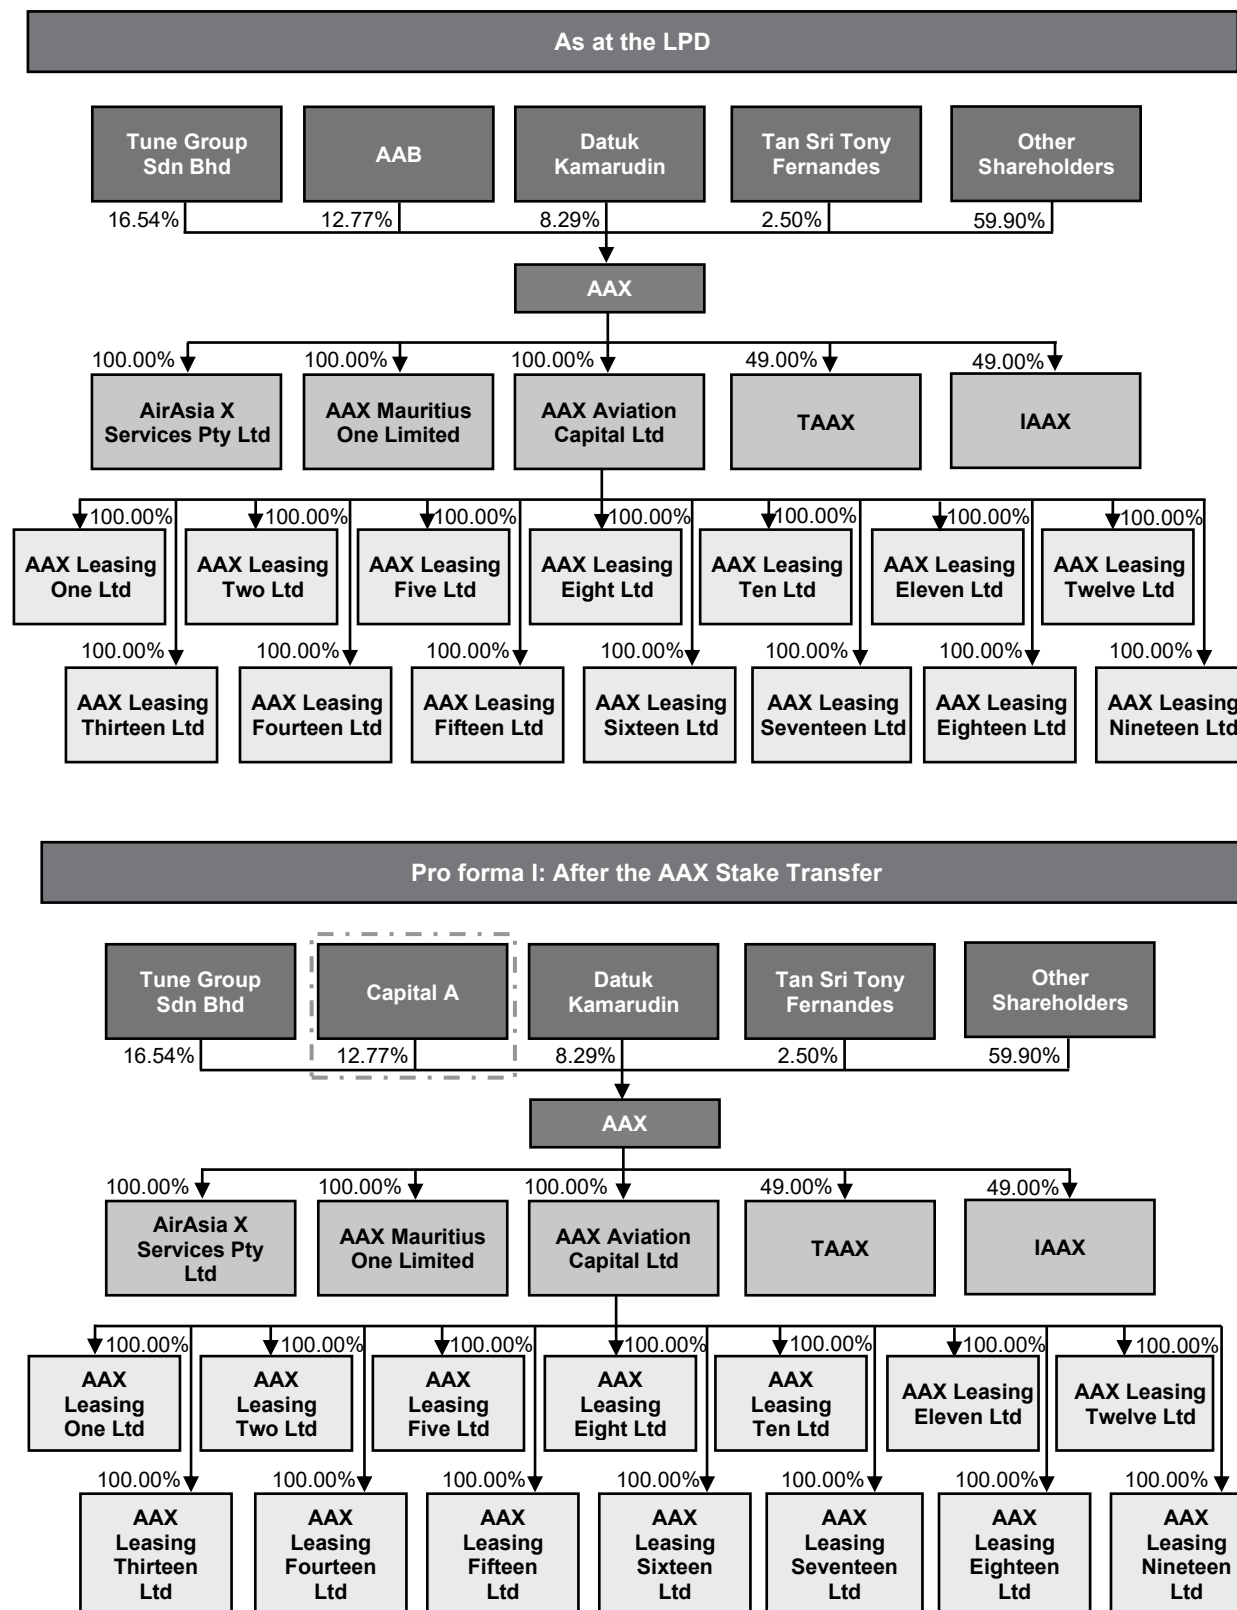 As at the LPD
Tune Group
Sdn Bhd
AAB
Datuk
Kamarudin
Tan Sri Tony
Fernandes
Other
Shareholders
16.54%
12.77%
8.29%
2.50%
59.90%
AAX
100.00%
100.00%
100.00%
49.00%
49.00%
AirAsia X
Services Pty Ltd
AAX Mauritius
One Limited
AAX Aviation
Capital Ltd
TAAX
IAAX
100.00%
100.00%
100.00%
100.00%
100.00%
100.00%
100.00%
AAX Leasing
One Ltd
AAX Leasing
Two Ltd
AAX Leasing
Five Ltd
AAX Leasing
Eight Ltd
AAX Leasing
Ten Ltd
AAX Leasing
Eleven Ltd
AAX Leasing
Twelve Ltd
100.00%
100.00%
100.00%
100.00%
100.00%
100.00%
100.00%
AAX Leasing
Thirteen Ltd
AAX Leasing
Fourteen Ltd
AAX Leasing
Fifteen Ltd
AAX Leasing
Sixteen Ltd
AAX Leasing
Seventeen Ltd
AAX Leasing
Eighteen Ltd
AAX Leasing
Nineteen Ltd
Pro forma I: After the AAX Stake Transfer
Tune Group
Sdn Bhd
Capital A
Datuk
Kamarudin
Tan Sri Tony
Fernandes
Other
Shareholders
16.54%
12.77%
8.29%
2.50%
59.90%
AAX
100.00%
100.00%
100.00%
49.00%
49.00%
AirAsia X
Services Pty
Ltd
AAX Mauritius
One Limited
AAX Aviation
Capital Ltd
TAAX
IAAX
100.00%
100.00%
100.00%
100.00%
100.00%
100.00%
100.00%
AAX
Leasing
One Ltd
AAX
Leasing
Two Ltd
AAX
Leasing
Five Ltd
AAX
Leasing
Eight Ltd
AAX
Leasing
Ten Ltd
AAX Leasing
Eleven Ltd
AAX Leasing
Twelve Ltd
100.00%
100.00%
100.00%
100.00%
100.00%
100.00%
100.00%
AAX
Leasing
Thirteen
Ltd
AAX
Leasing
Fourteen
Ltd
AAX
Leasing
Fifteen
Ltd
AAX
Leasing
Sixteen
Ltd
AAX
Leasing
Seventeen
Ltd
AAX
Leasing
Eighteen
Ltd
AAX
Leasing
Nineteen
Ltd